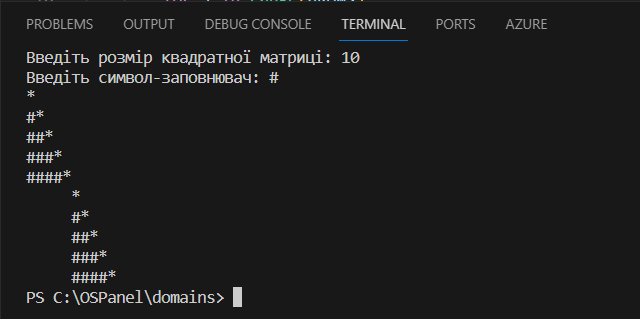 PROBLEMS OUTPUT DEBUG CONSOLE TERMINAL PORTS AZURE
Введіть розмір квадратної матриці: 10
Введіть символ-заповнювач: #
*
#*
##*
###*
####*
     *
     #*
     ##*
     ###*
     ####*
PS C:\OSPanel\domains>